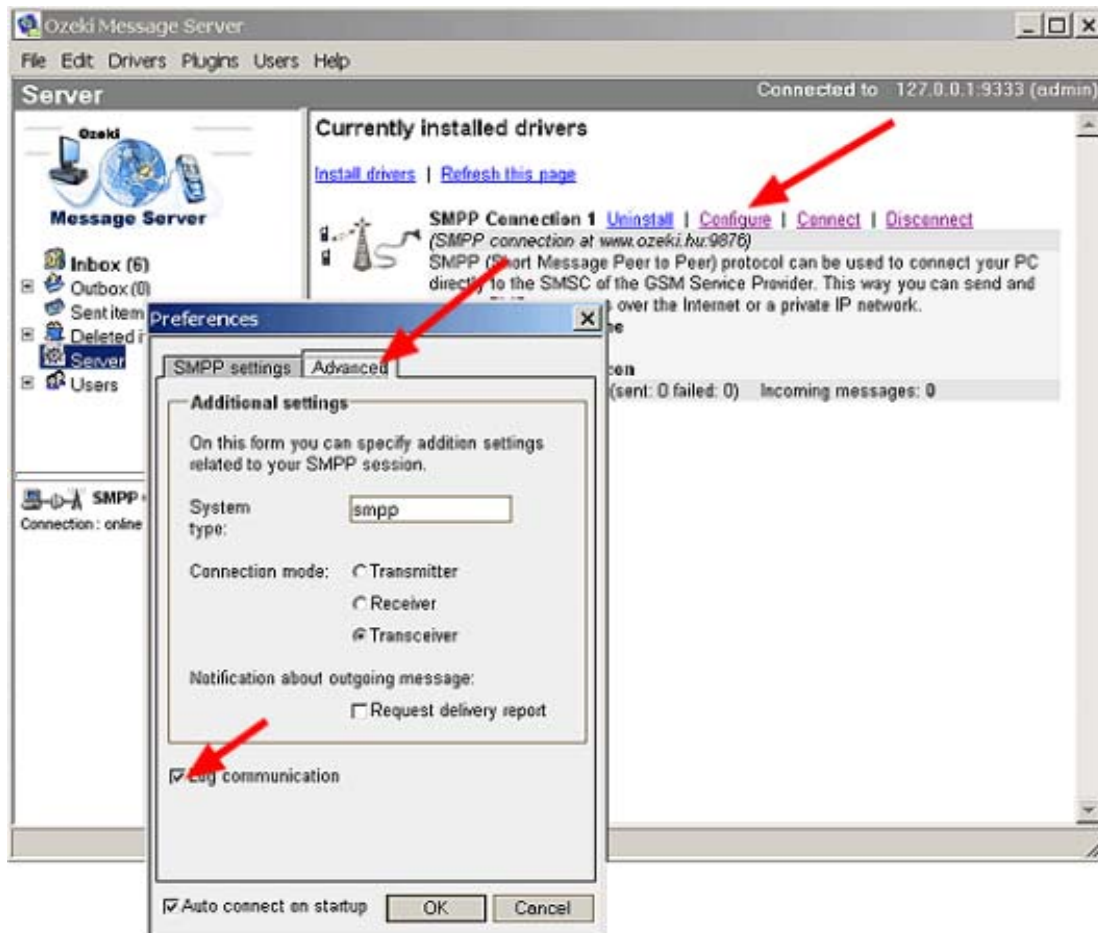 Ozeki Message Server
File Edit Drivers Plugins Users Help
Server
Connected to 127.0.0.1:9333 (admin)
Ozeki
Message Server
Inbox (6)
Outbox (0)
Sent item
Deleted i
Server
Users
SMPP
Connection : online
Currently installed drivers
Install drivers | Refresh this page
SMPP Connection 1 Uninstall | Configure | Connect | Disconnect
(SMPP connection at www.ozeki.hu:9876)
SMPP (Short Message Peer to Peer) protocol can be used to connect your PC
directly to the SMSC of the GSM Service Provider. This way you can send and
over the Internet or a private IP network.
(sent: 0 failed: 0) Incoming messages: 0
Preferences
SMPP settings
Advanced
Additional settings
On this form you can specify addition settings
related to your SMPP session.
System
type:
smpp
Connection mode:
Transmitter
Receiver
Transceiver
Notification about outgoing message:
Request delivery report
Log communication
Auto connect on startup
OK
Cancel